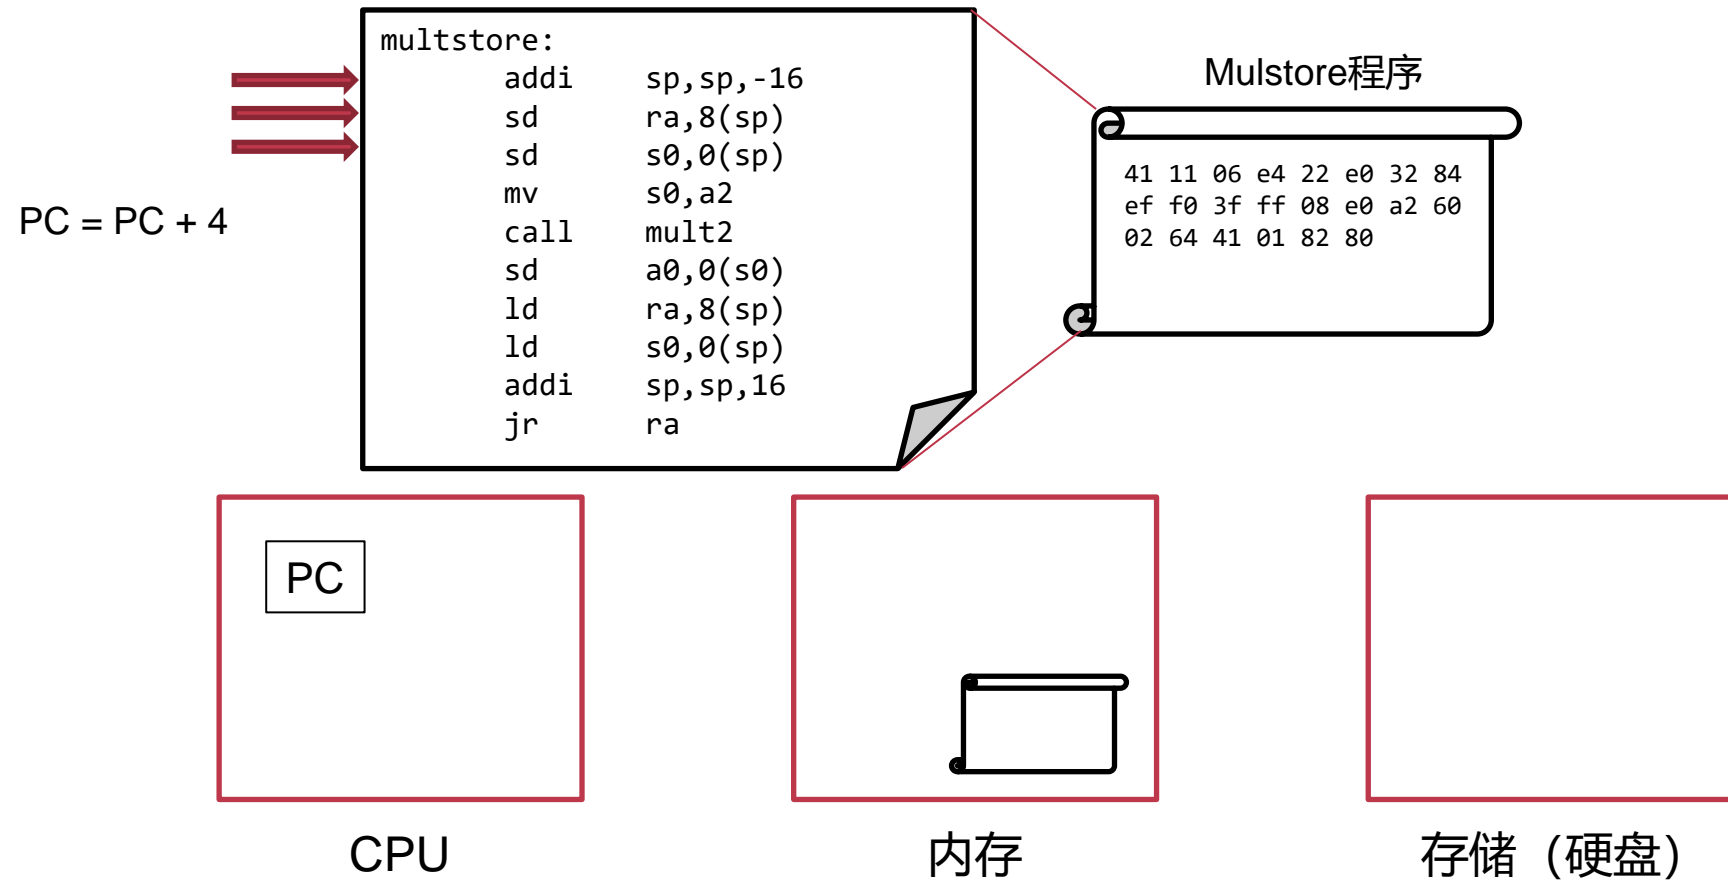 multstore:
addi sp,sp,-16
sd ra,8(sp)
sd s0,0(sp)
mv s0,a2
call mult2
sd a0,0(s0)
ld ra,8(sp)
ld s0,0(sp)
addi sp,sp,16
jr ra
PC = PC + 4
Mulstore程序
41 11 06 e4 22 e0 32 84
ef f0 3f ff 08 e0 a2 60
02 64 41 01 82 80
PC
CPU
内存
存储（硬盘）